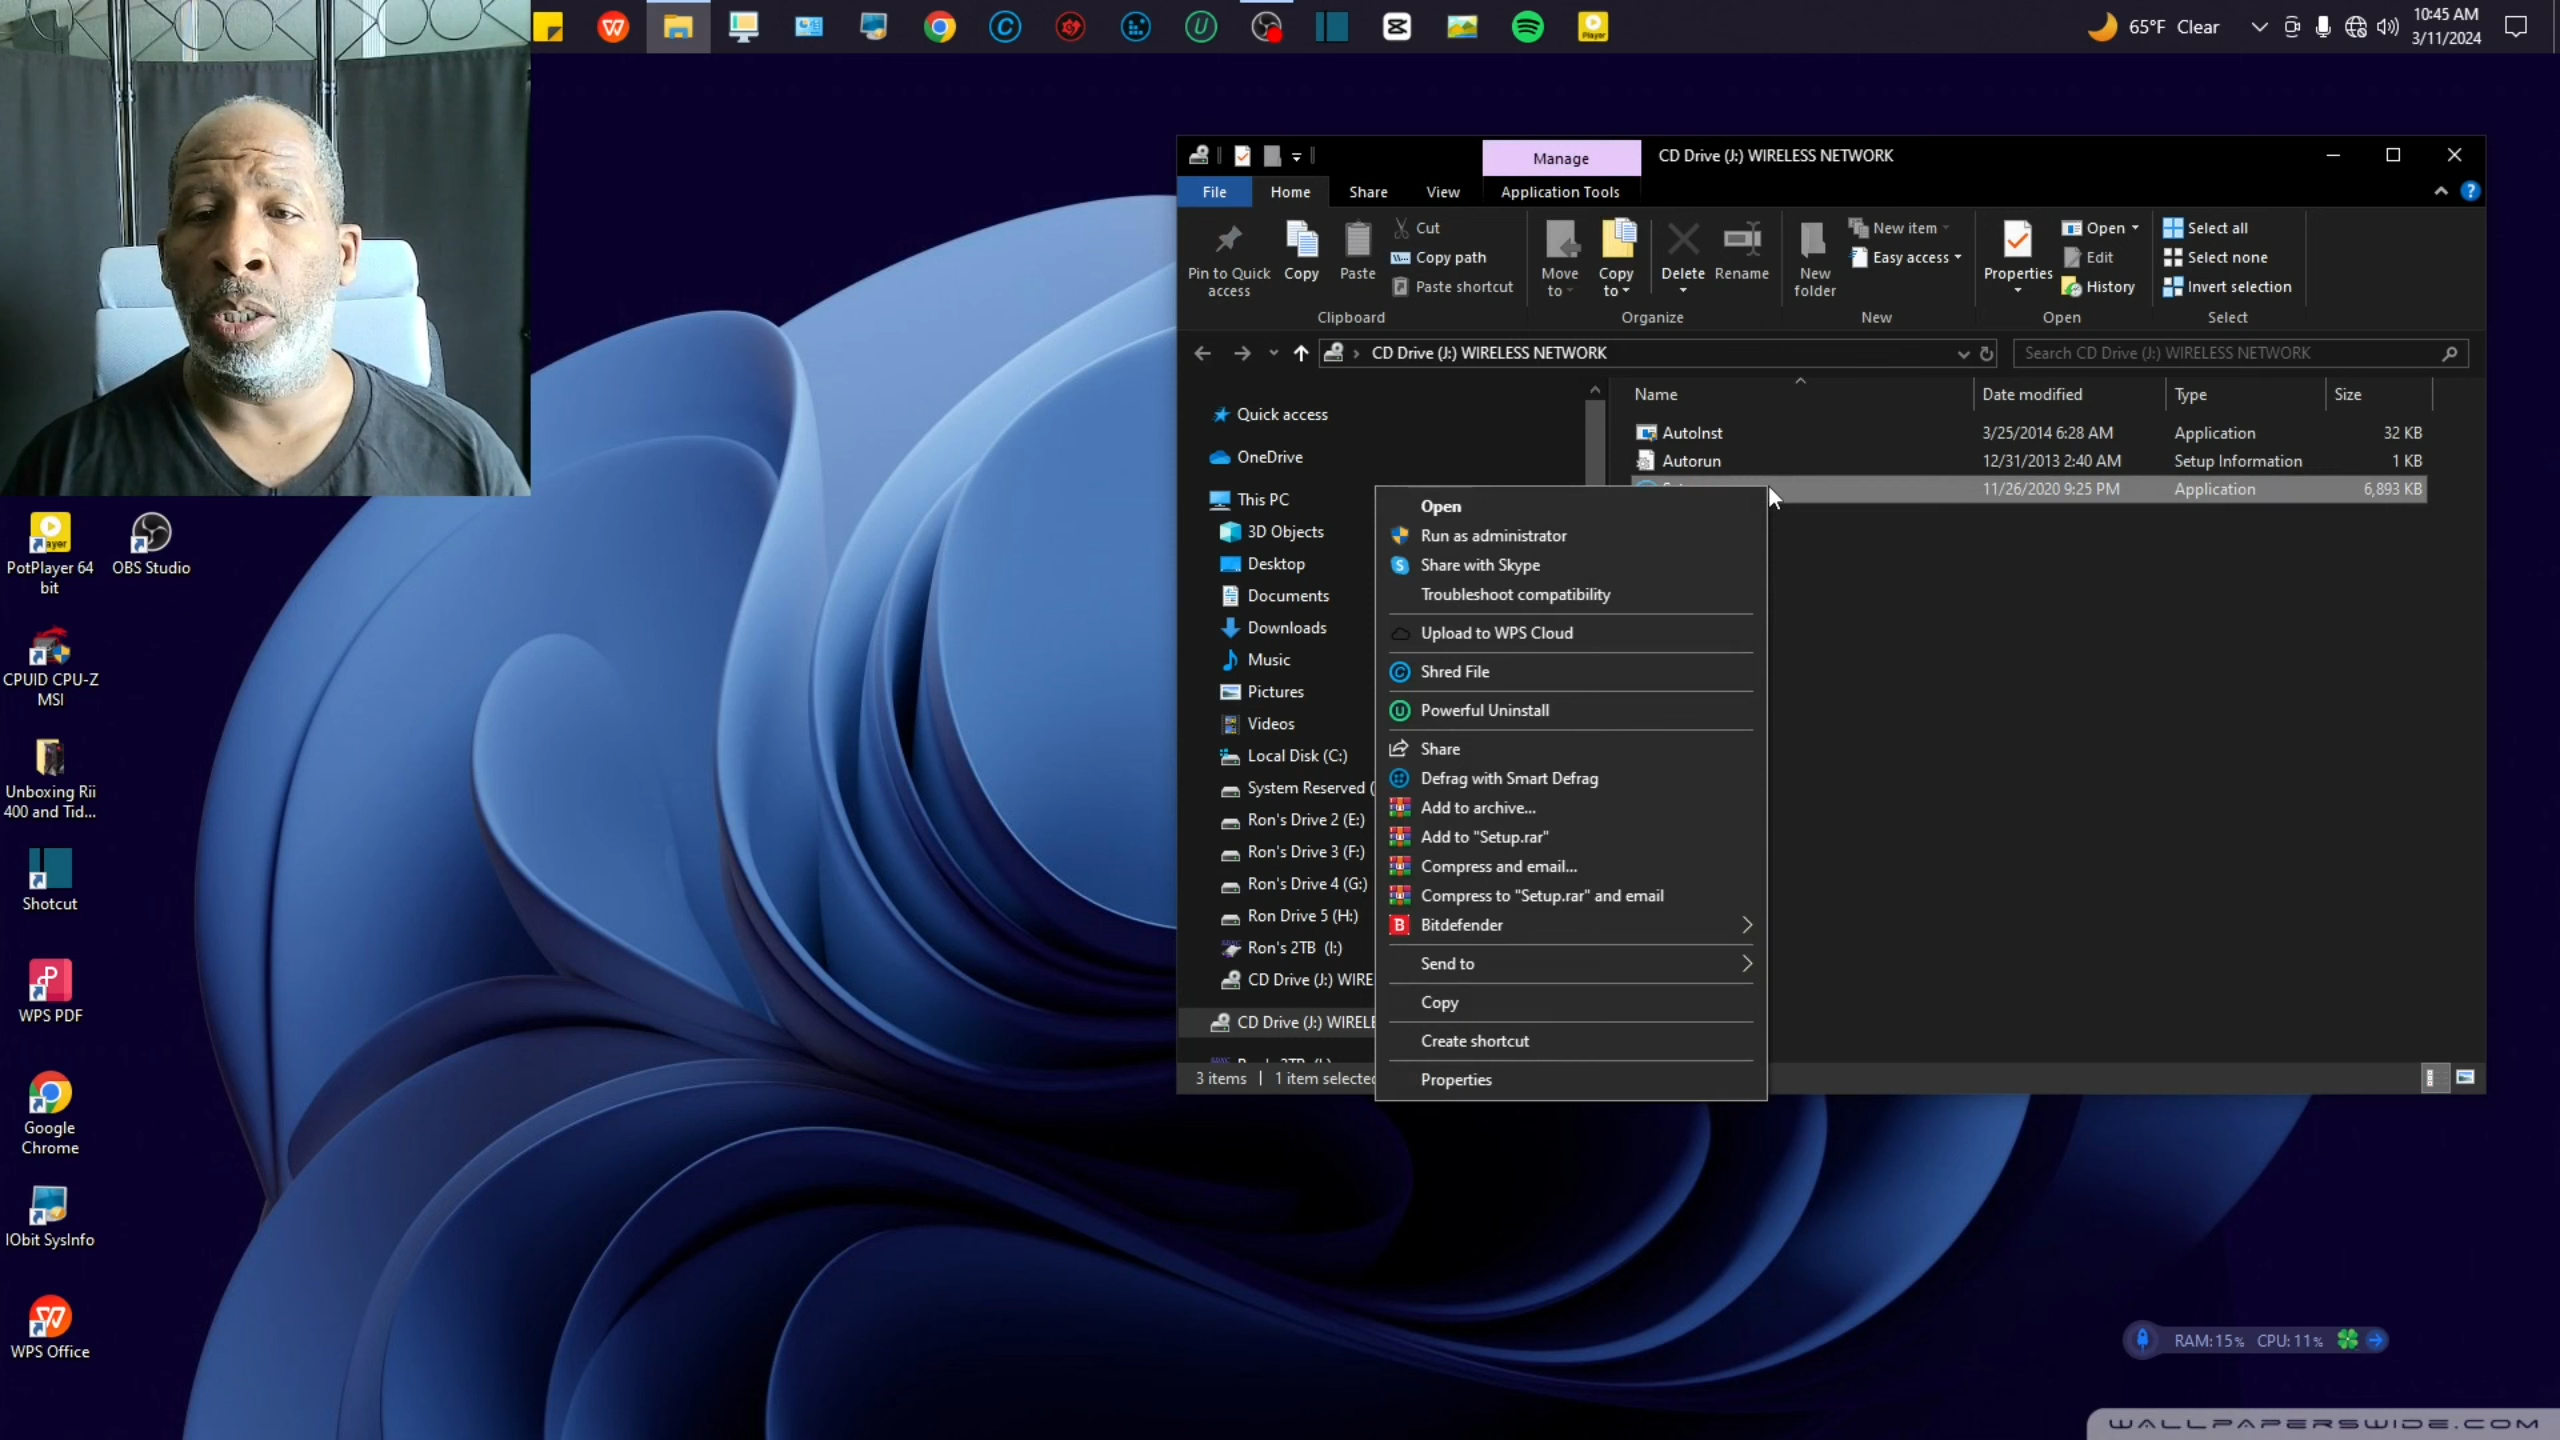 65°F Clear
10:45 AM
3/11/2024
Manage
CD Drive (J:) WIRELESS NETWORK
File
Home
Share
View
Application Tools
Pin to Quick
access
Copy
Paste
Cut
Copy path
Paste shortcut
Clipboard
Move
to
Copy
to
Delete
Rename
Organize
New
folder
New item
Easy access
New
Properties
Open
Edit
History
Open
Select all
Select none
Invert selection
Select
CD Drive (J:) WIRELESS NETWORK
Search CD Drive (J:) WIRELESS NETWORK
Name
Date modified
Type
Size
AutoInst
3/25/2014 6:28 AM
Application
32 KB
Autorun
12/31/2013 2:40 AM
Setup Information
1 KB
11/26/2020 9:25 PM
Application
6,893 KB
Quick access
OneDrive
This PC
3D Objects
Desktop
Documents
Downloads
Music
Pictures
Videos
Local Disk (C:)
System Reserved (
Ron's Drive 2 (E:)
Ron's Drive 3 (F:)
Ron's Drive 4 (G:)
Ron Drive 5 (H:)
Ron's 2TB (I:)
CD Drive (J:) WIRE
CD Drive (J:) WIRELE
3 items
1 item selected
Open
Run as administrator
Share with Skype
Troubleshoot compatibility
Upload to WPS Cloud
Shred File
Powerful Uninstall
Share
Defrag with Smart Defrag
Add to archive...
Add to "Setup.rar"
Compress and email...
Compress to "Setup.rar" and email
Bitdefender
Send to
Copy
Create shortcut
Properties
PotPlayer 64
bit
OBS Studio
CPUID CPU-Z
MSI
Unboxing Rii
400 and Tid...
Shotcut
WPS PDF
Google
Chrome
IObit SysInfo
WPS Office
RAM:15% CPU:11%
WALLPAPERSWIDE.COM